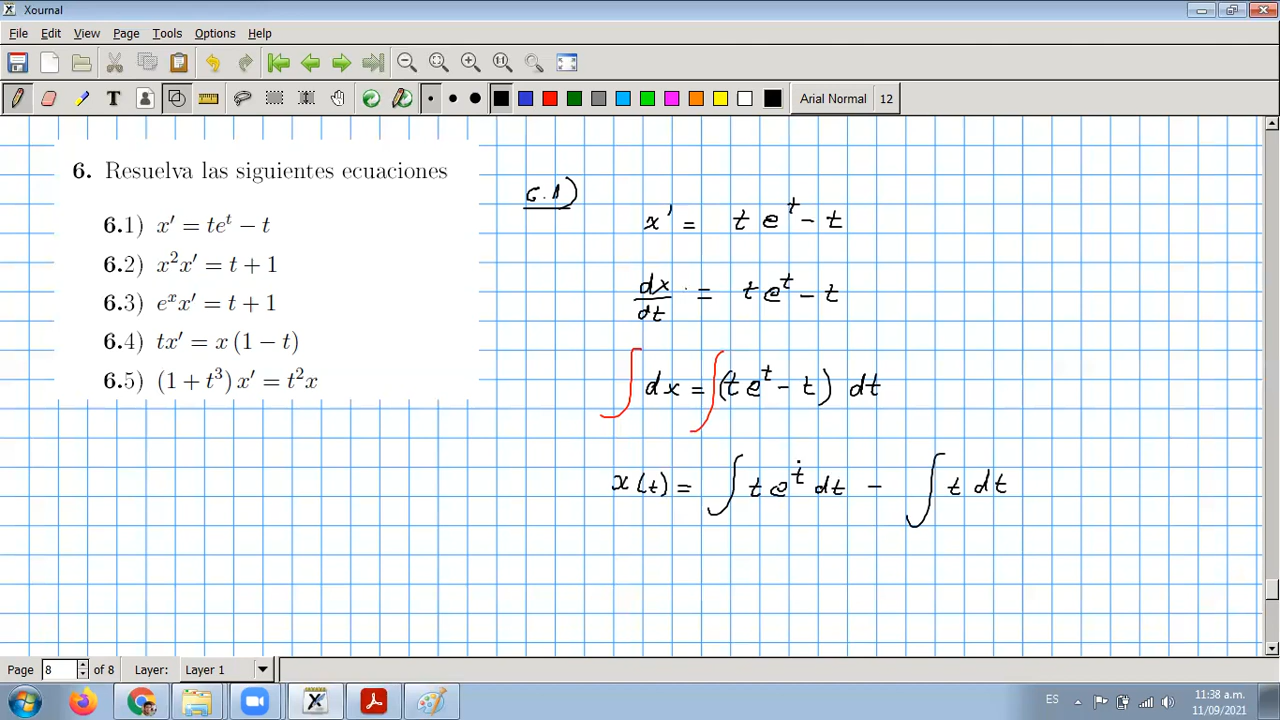 Xournal
File Edit View Page Tools Options Help
Arial Normal 12
6. Resuelva las siguientes ecuaciones
6.1) x′ = te^t − t
6.2) x²x′ = t + 1
6.3) e^x x′ = t + 1
6.4) tx′ = x (1 − t)
6.5) (1 + t³) x′ = t²x
6.1)
x' = t e^t − t
dx/dt = t e^t − t
∫ dx = ∫ (t e^t − t) dt
x(t) = ∫ t e^t dt − ∫ t dt
Page 8 of 8 Layer: Layer 1
ES 11:38 a.m.
11/09/2021